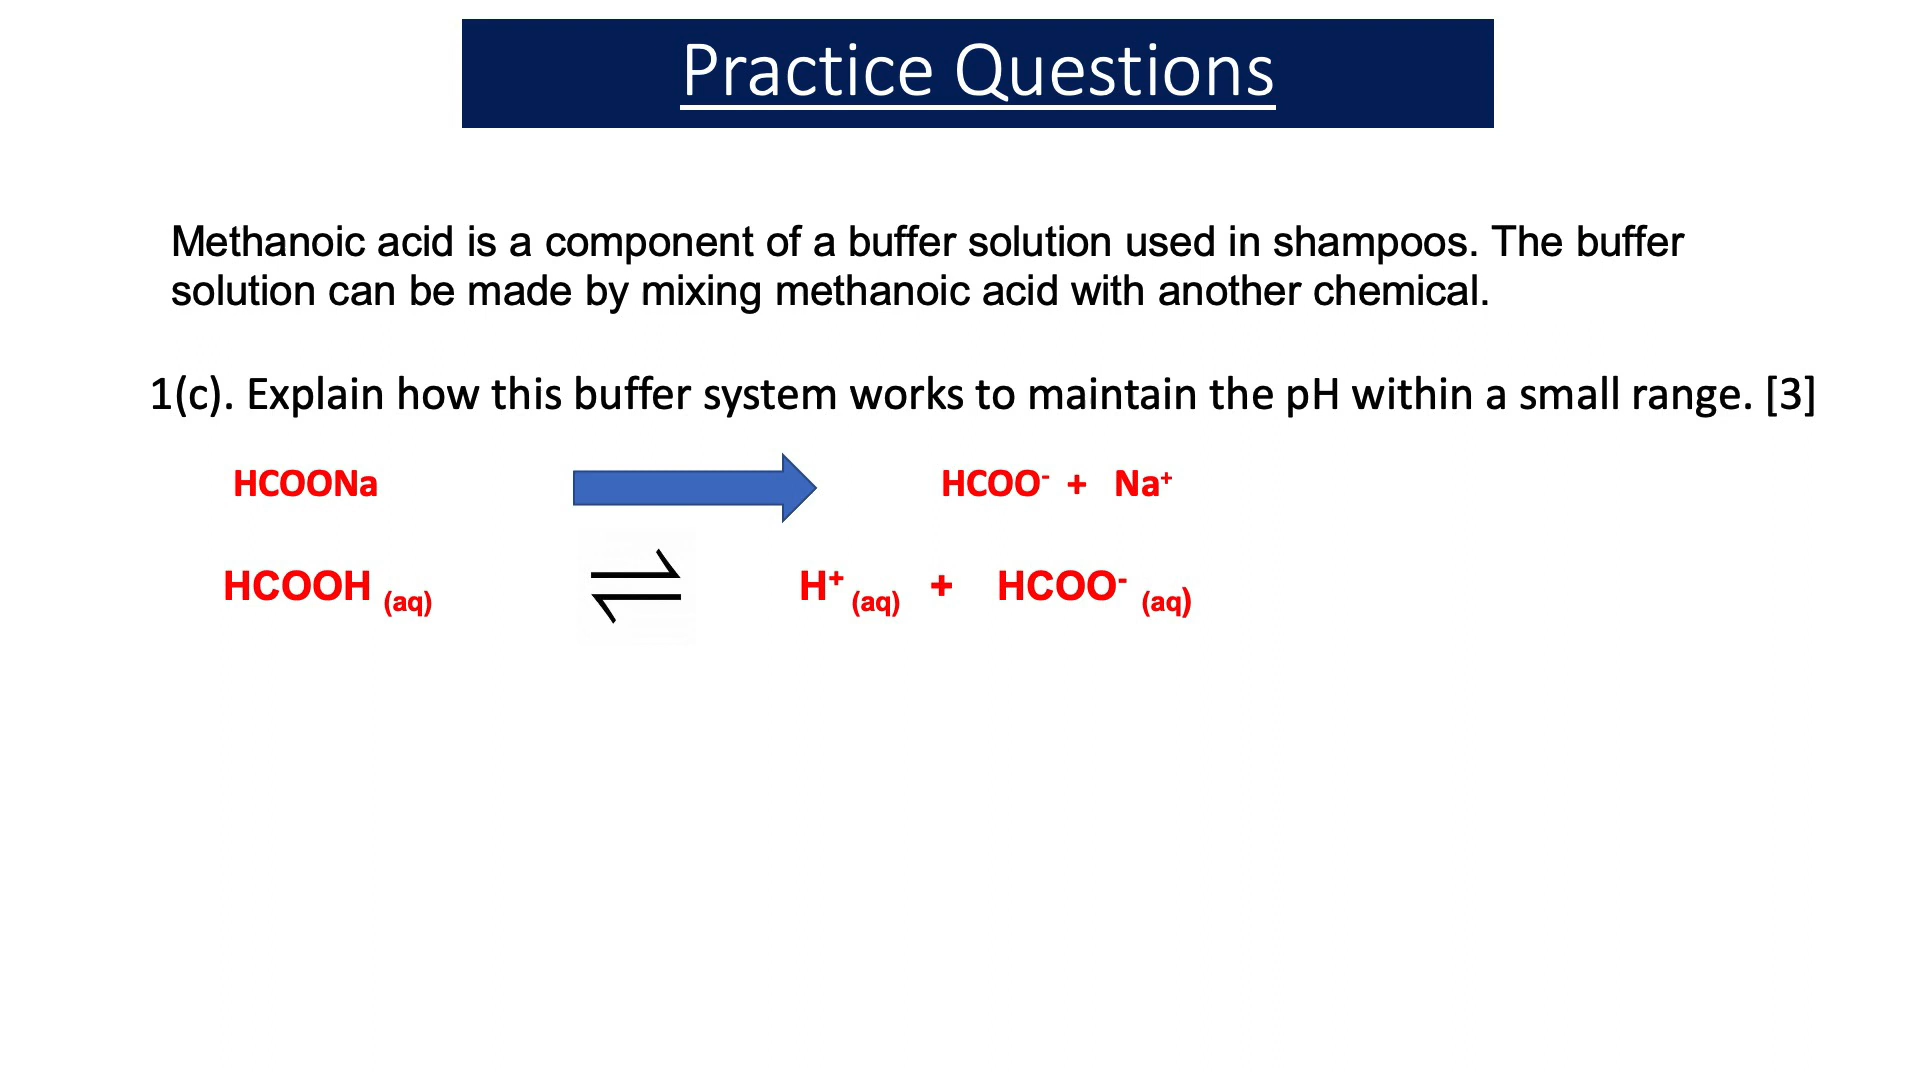 Practice Questions
Methanoic acid is a component of a buffer solution used in shampoos. The buffer
solution can be made by mixing methanoic acid with another chemical.
1(c). Explain how this buffer system works to maintain the pH within a small range. [3]
HCOONa HCOO⁻ + Na⁺
HCOOH (aq) ⇌ H⁺ (aq) + HCOO⁻ (aq)